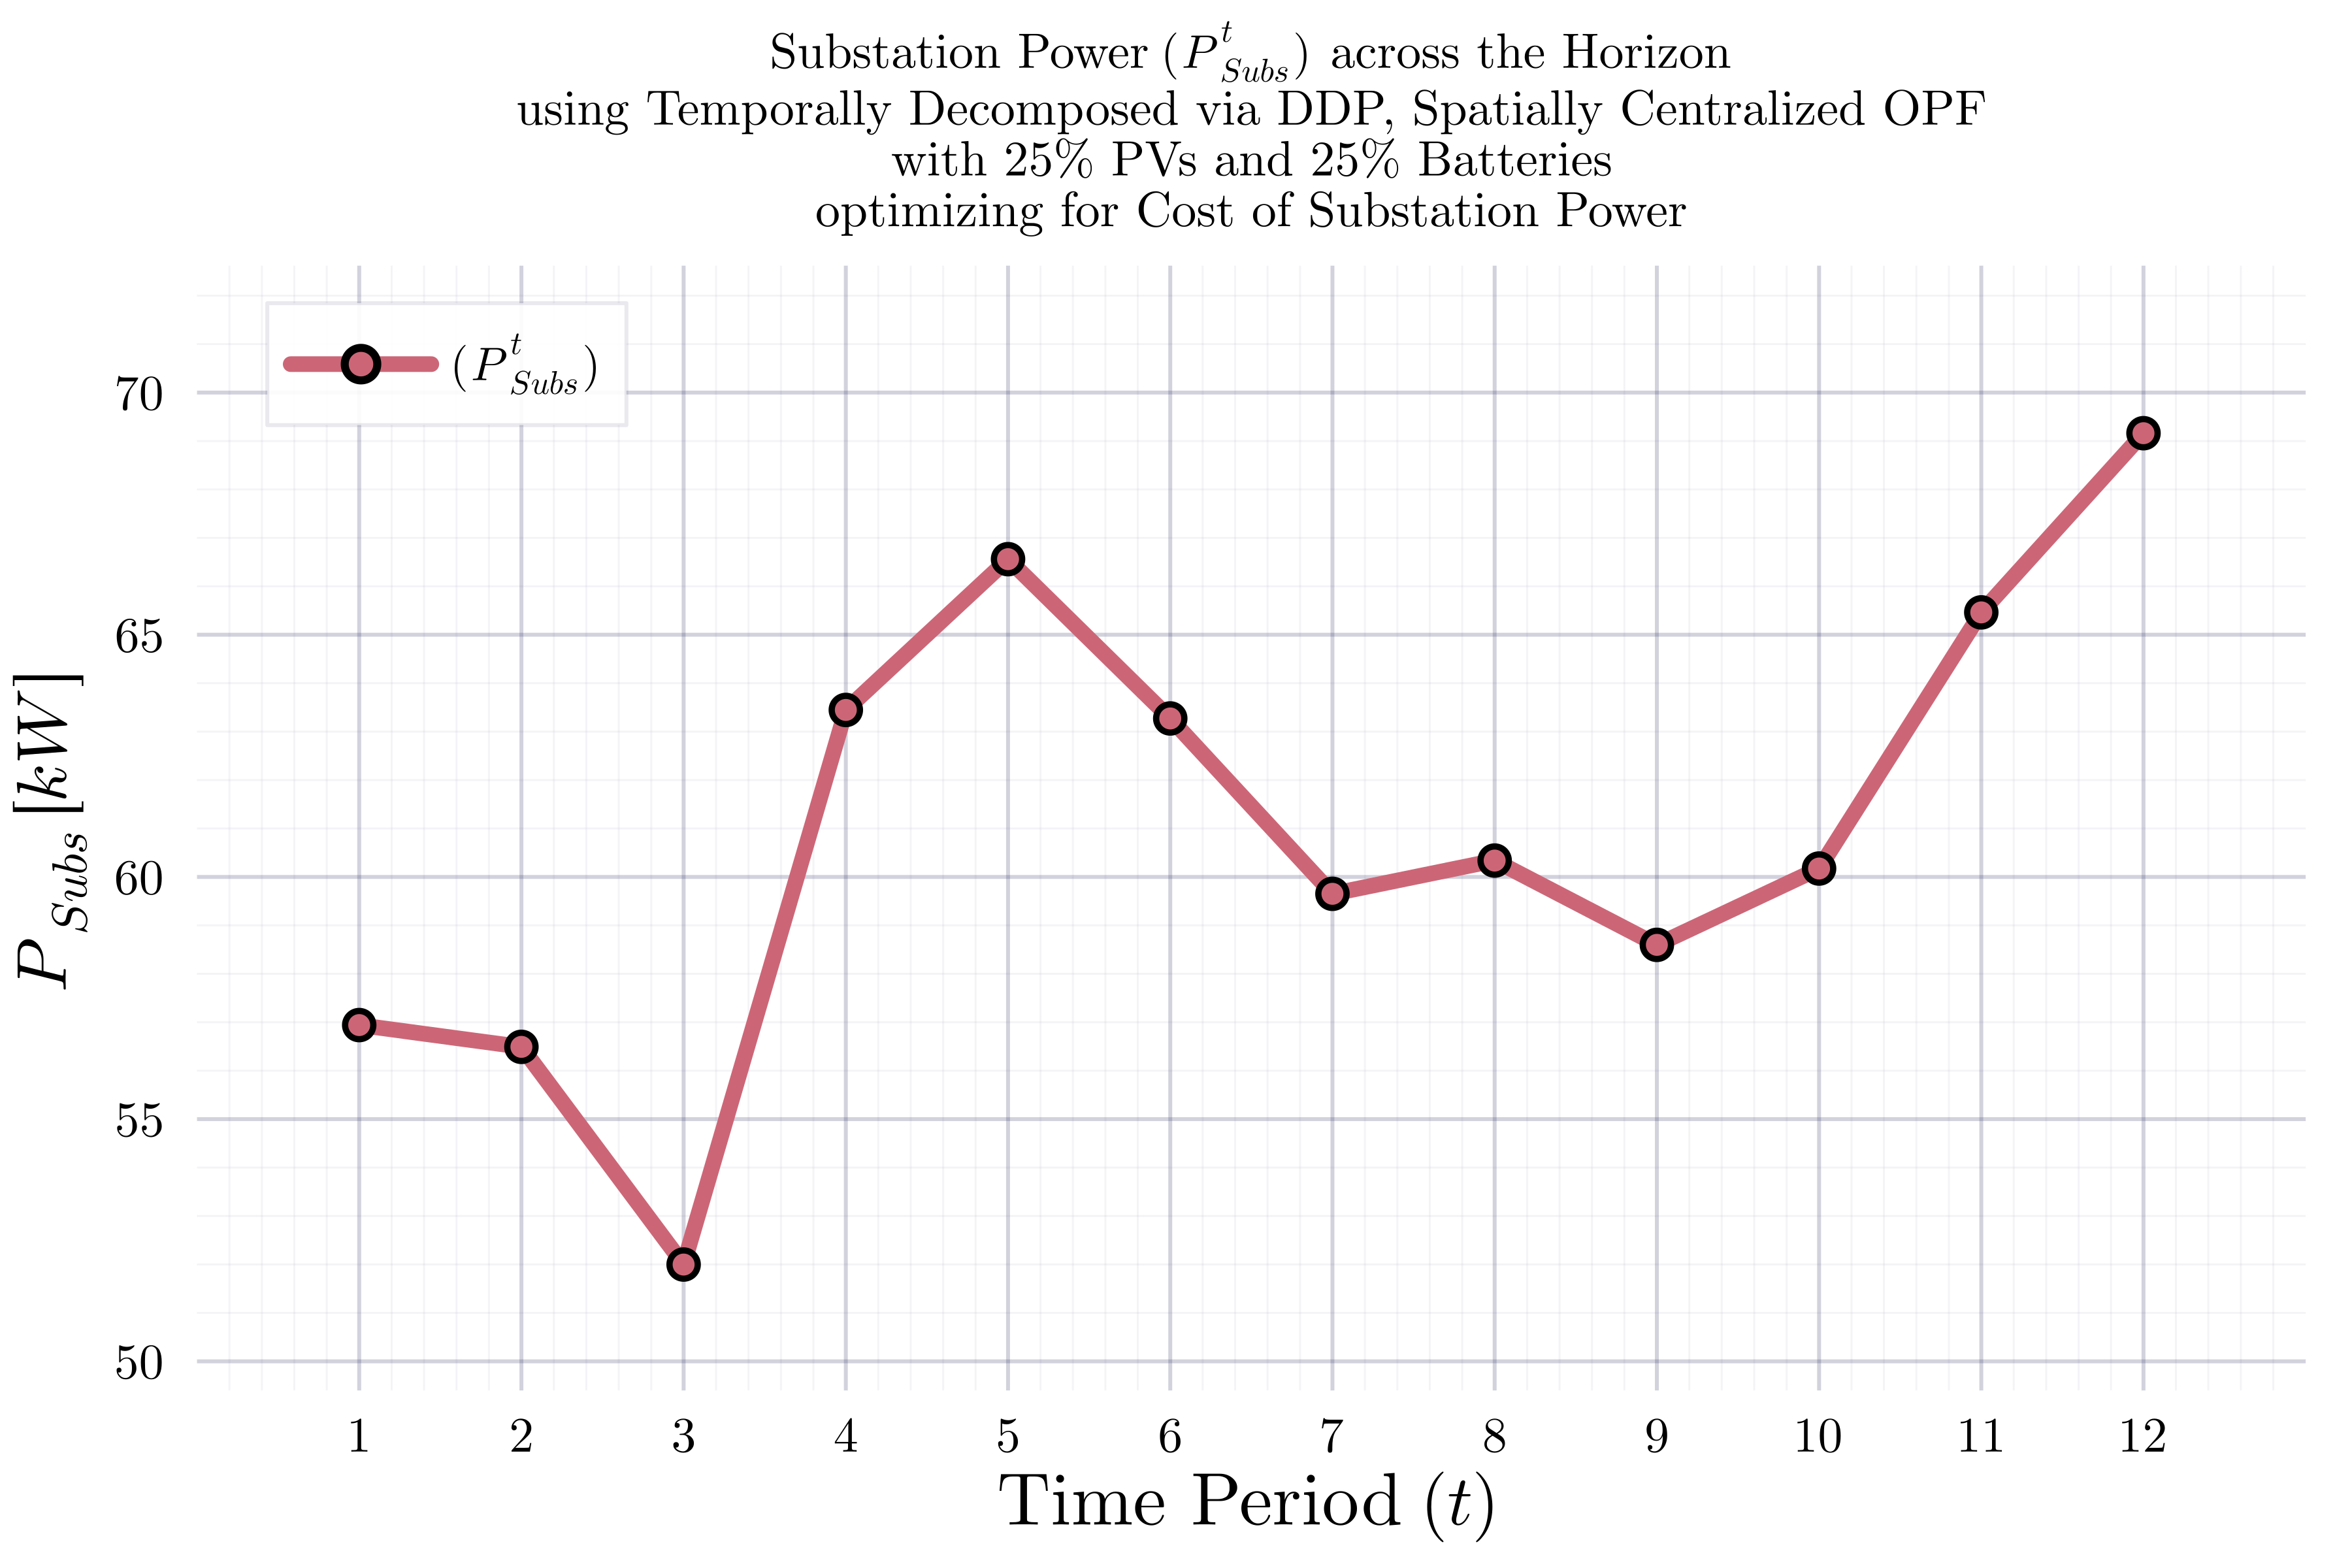 Substation Power (P^t_Subs) across the Horizon
using Temporally Decomposed via DDP, Spatially Centralized OPF
with 25% PVs and 25% Batteries
optimizing for Cost of Substation Power
(P^t_Subs)
70
65
60
55
50
P_Subs [kW]
1 2 3 4 5 6 7 8 9 10 11 12
Time Period (t)